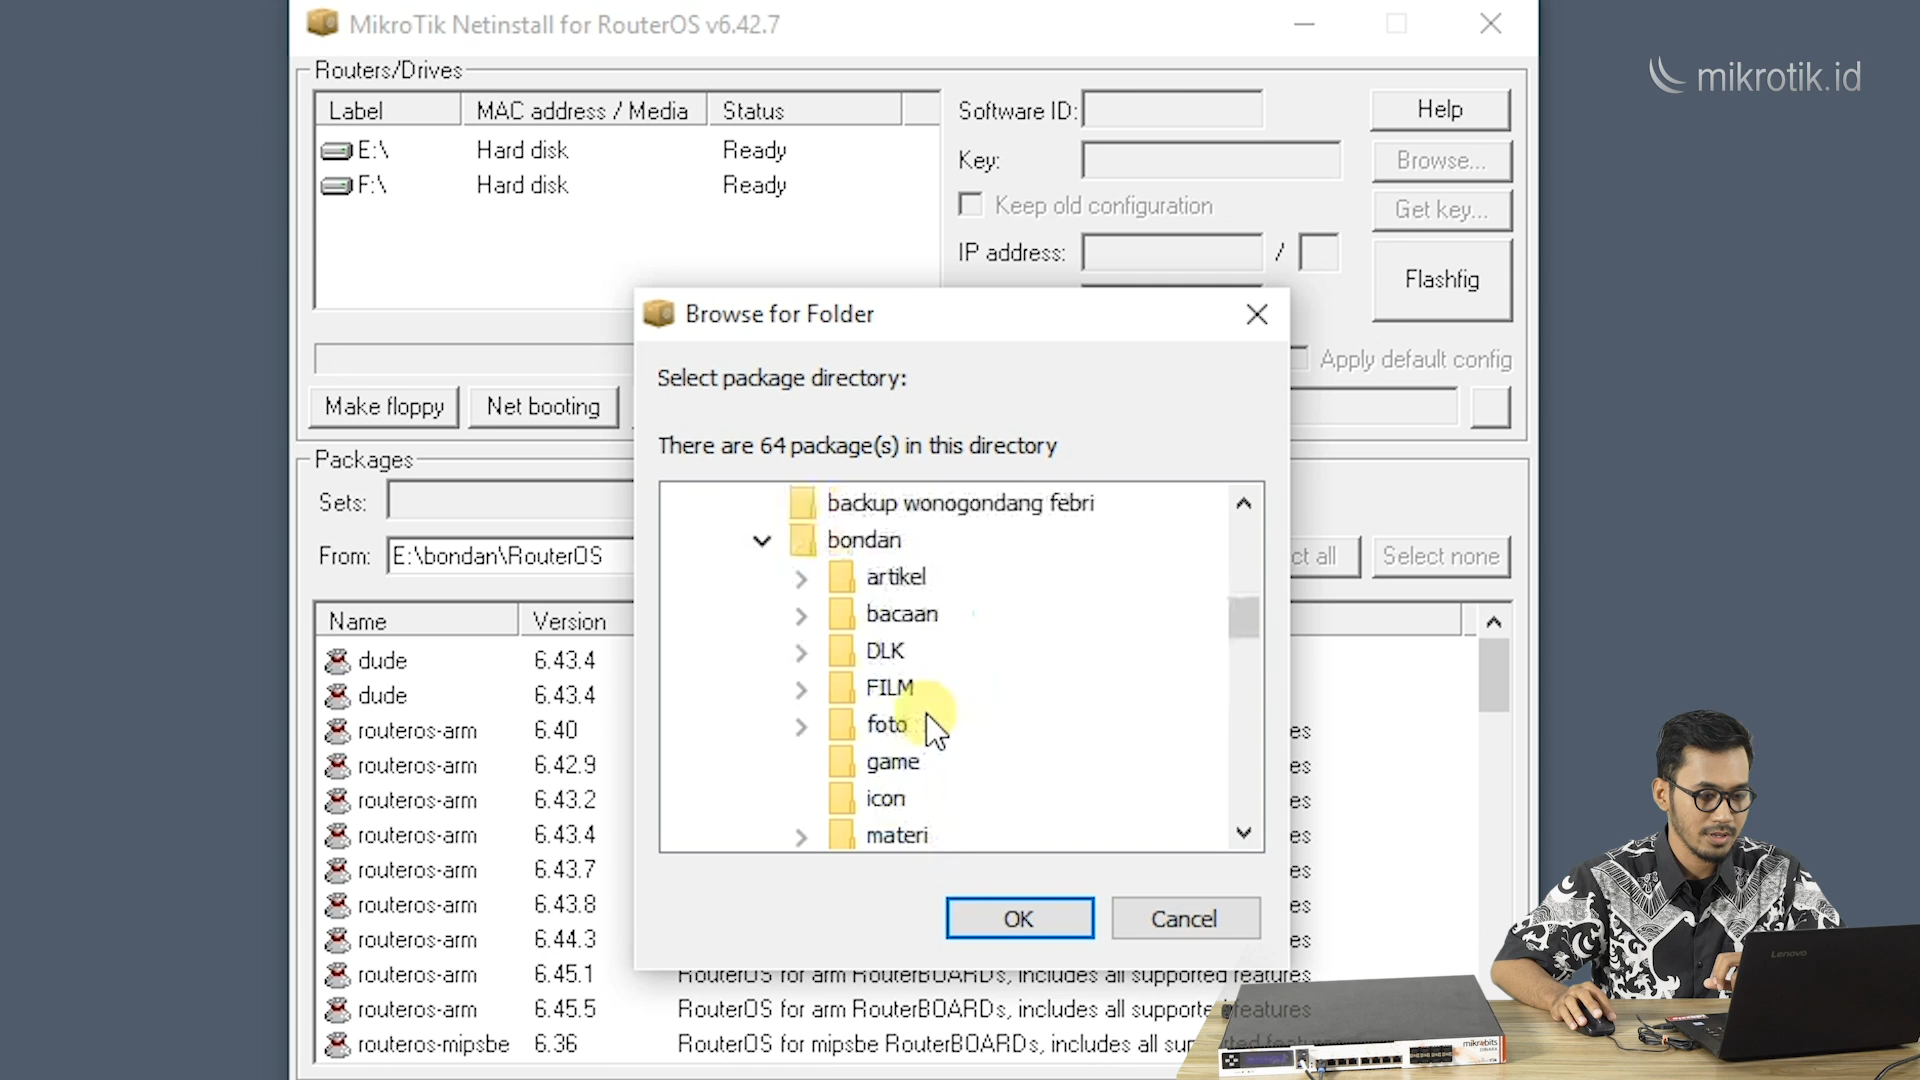 MikroTik Netinstall for RouterOS v6.42.7
mikrotik.id
Routers/Drives
Label MAC address / Media Status
E:\ Hard disk Ready
F:\ Hard disk Ready
Software ID:
Help
Key:
Browse...
Keep old configuration
Get key...
IP address: /
Flashfig
Apply default config
Make floppy Net booting
Browse for Folder
Select package directory:
There are 64 package(s) in this directory
backup wonogondang febri
bondan
artikel
bacaan
DLK
FILM
foto
game
icon
materi
OK Cancel
Packages
Sets:
From: E:\bondan\RouterOS
ct all Select none
Name Version
dude 6.43.4
dude 6.43.4
routeros-arm 6.40 es
routeros-arm 6.42.9 es
routeros-arm 6.43.2 es
routeros-arm 6.43.4 es
routeros-arm 6.43.7 es
routeros-arm 6.43.8 es
routeros-arm 6.44.3 es
routeros-arm 6.45.1 RouterOS for arm RouterBOARDs, includes all supported features
routeros-arm 6.45.5 RouterOS for arm RouterBOARDs, includes all supported features
routeros-mipsbe 6.36 RouterOS for mipsbe RouterBOARDs, includes all
Lenovo
mikrobits